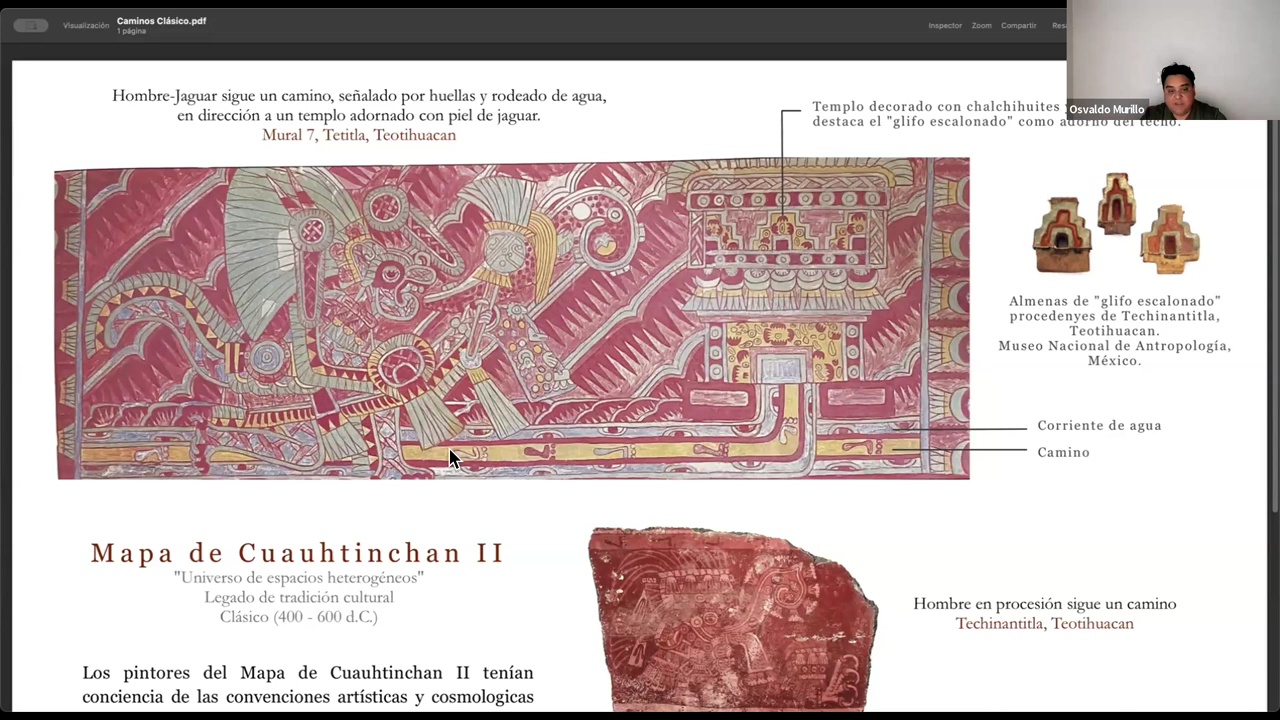 Visualización
Caminos Clásico.pdf
1 página
Inspector
Zoom
Compartir
Osvaldo Murillo
Hombre-Jaguar sigue un camino, señalado por huellas y rodeado de agua,
en dirección a un templo adornado con piel de jaguar.
Mural 7, Tetitla, Teotihuacan
Templo decorado con chalchihuites
destaca el "glifo escalonado" como adorno del techo.
Almenas de "glifo escalonado"
procedenyes de Techinantitla,
Teotihuacan.
Museo Nacional de Antropología,
México.
Corriente de agua
Camino
Mapa de Cuauhtinchan II
"Universo de espacios heterogéneos"
Legado de tradición cultural
Clásico (400 - 600 d.C.)
Los pintores del Mapa de Cuauhtinchan II tenían
conciencia de las convenciones artísticas y cosmologicas
Hombre en procesión sigue un camino
Techinantitla, Teotihuacan